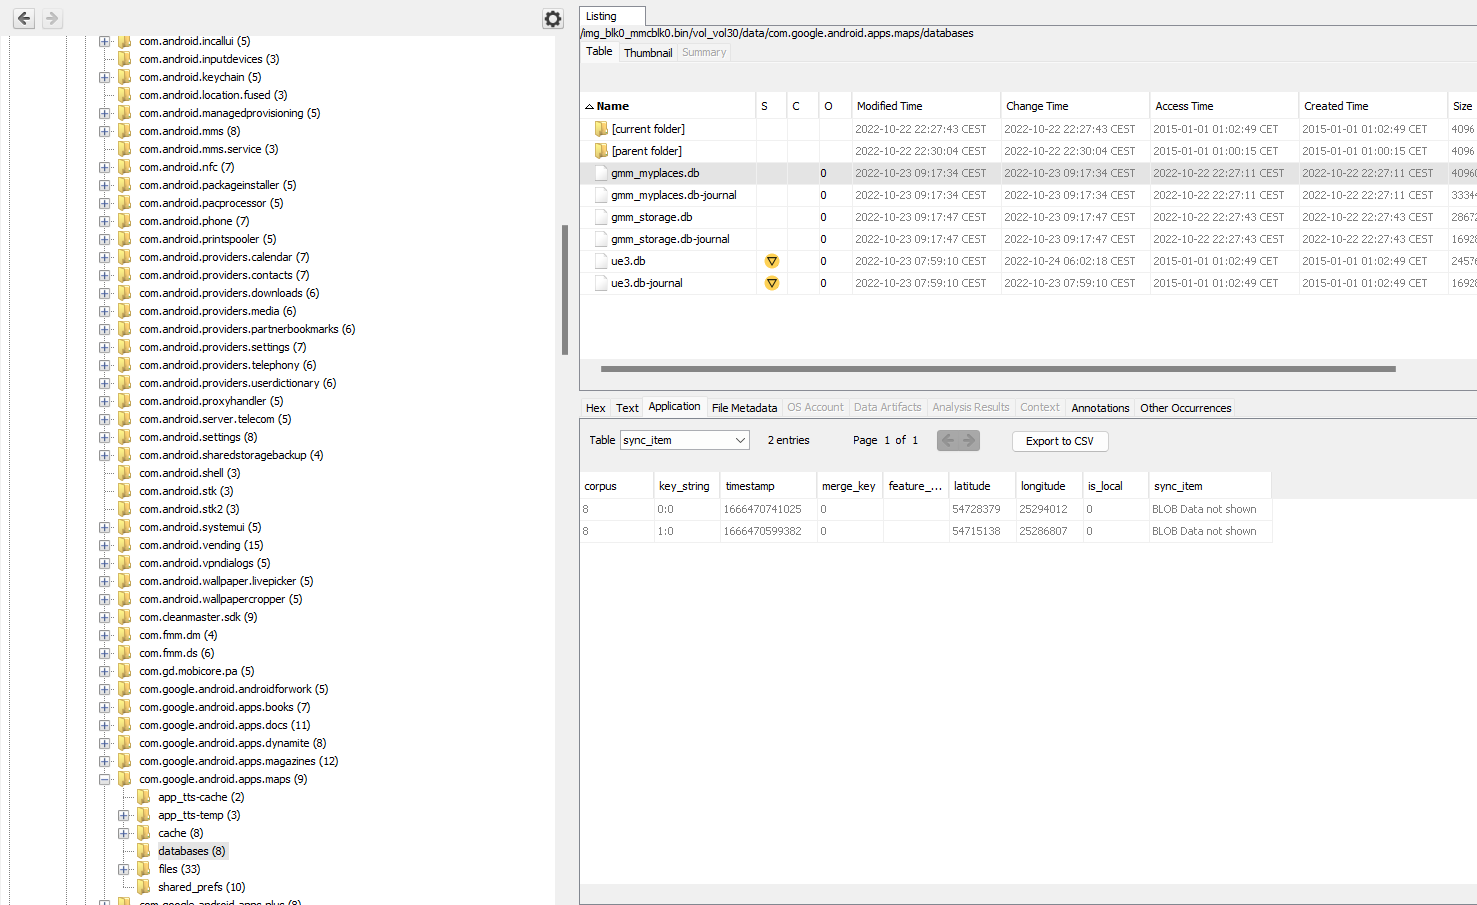 com.android.incallui (5)
com.android.inputdevices (3)
com.android.keychain (5)
com.android.location.fused (3)
com.android.managedprovisioning (5)
com.android.mms (8)
com.android.mms.service (3)
com.android.nfc (7)
com.android.packageinstaller (5)
com.android.pacprocessor (5)
com.android.phone (7)
com.android.printspooler (5)
com.android.providers.calendar (7)
com.android.providers.contacts (7)
com.android.providers.downloads (6)
com.android.providers.media (6)
com.android.providers.partnerbookmarks (6)
com.android.providers.settings (7)
com.android.providers.telephony (6)
com.android.providers.userdictionary (6)
com.android.proxyhandler (5)
com.android.server.telecom (5)
com.android.settings (8)
com.android.sharedstoragebackup (4)
com.android.shell (3)
com.android.stk (3)
com.android.stk2 (3)
com.android.systemui (5)
com.android.vending (15)
com.android.vpndialogs (5)
com.android.wallpaper.livepicker (5)
com.android.wallpapercropper (5)
com.cleanmaster.sdk (9)
com.fmm.dm (4)
com.fmm.ds (6)
com.gd.mobicore.pa (5)
com.google.android.androidforwork (5)
com.google.android.apps.books (7)
com.google.android.apps.docs (11)
com.google.android.apps.dynamite (8)
com.google.android.apps.magazines (12)
com.google.android.apps.maps (9)
app_tts-cache (2)
app_tts-temp (3)
cache (8)
databases (8)
files (33)
shared_prefs (10)
com.google.android.apps.plus (8)
Listing
/img_blk0_mmcblk0.bin/vol_vol30/data/com.google.android.apps.maps/databases
Table Thumbnail Summary
Name S C O Modified Time Change Time Access Time Created Time Size
[current folder] 2022-10-22 22:27:43 CEST 2022-10-22 22:27:43 CEST 2015-01-01 01:02:49 CET 2015-01-01 01:02:49 CET 4096
[parent folder] 2022-10-22 22:30:04 CEST 2022-10-22 22:30:04 CEST 2015-01-01 01:00:15 CET 2015-01-01 01:00:15 CET 4096
gmm_myplaces.db 0 2022-10-23 09:17:34 CEST 2022-10-23 09:17:34 CEST 2022-10-22 22:27:11 CEST 2022-10-22 22:27:11 CEST 4096
gmm_myplaces.db-journal 0 2022-10-23 09:17:34 CEST 2022-10-23 09:17:34 CEST 2022-10-22 22:27:11 CEST 2022-10-22 22:27:11 CEST 3334
gmm_storage.db 0 2022-10-23 09:17:47 CEST 2022-10-23 09:17:47 CEST 2022-10-22 22:27:43 CEST 2022-10-22 22:27:43 CEST 28672
gmm_storage.db-journal 0 2022-10-23 09:17:47 CEST 2022-10-23 09:17:47 CEST 2022-10-22 22:27:43 CEST 2022-10-22 22:27:43 CEST 16928
ue3.db 0 2022-10-23 07:59:10 CEST 2022-10-24 06:02:18 CEST 2015-01-01 01:02:49 CET 2015-01-01 01:02:49 CET 24576
ue3.db-journal 0 2022-10-23 07:59:10 CEST 2022-10-23 07:59:10 CEST 2015-01-01 01:02:49 CET 2015-01-01 01:02:49 CET 16928
Hex Text Application File Metadata OS Account Data Artifacts Analysis Results Context Annotations Other Occurrences
Table sync_item 2 entries Page 1 of 1 Export to CSV
corpus key_string timestamp merge_key feature_... latitude longitude is_local sync_item
8 0:0 1666470741025 0 54728379 25294012 0 BLOB Data not shown
8 1:0 1666470599382 0 54715138 25286807 0 BLOB Data not shown